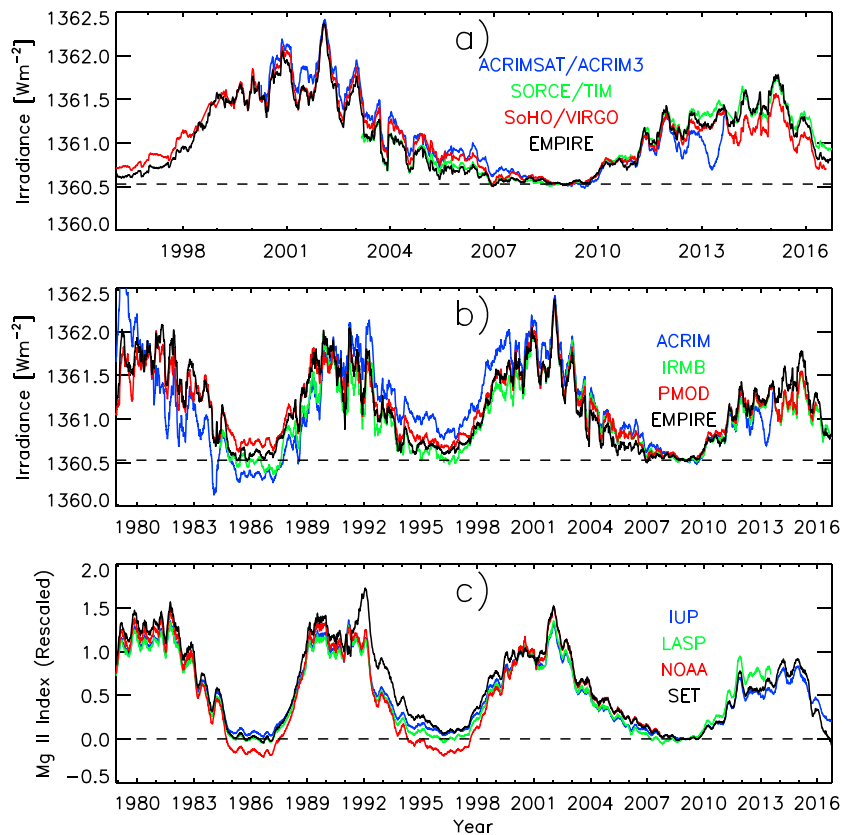 1362.5
a)
1362.0
ACRIMSAT/ACRIM3
SORCE/TIM
1361.5
SoHO/VIRGO
EMPIRE
1361.0
1360.5
1360.0
Irradiance [Wm⁻²]
1998 2001 2004 2007 2010 2013 2016
1362.5
b)
1362.0
ACRIM
IRMB
1361.5
PMOD
EMPIRE
1361.0
1360.5
1360.0
Irradiance [Wm⁻²]
1980 1983 1986 1989 1992 1995 1998 2001 2004 2007 2010 2013 2016
2.0
c)
1.5
IUP
LASP
1.0
NOAA
SET
0.5
0.0
−0.5
Mg II Index (Rescaled)
1980 1983 1986 1989 1992 1995 1998 2001 2004 2007 2010 2013 2016
Year